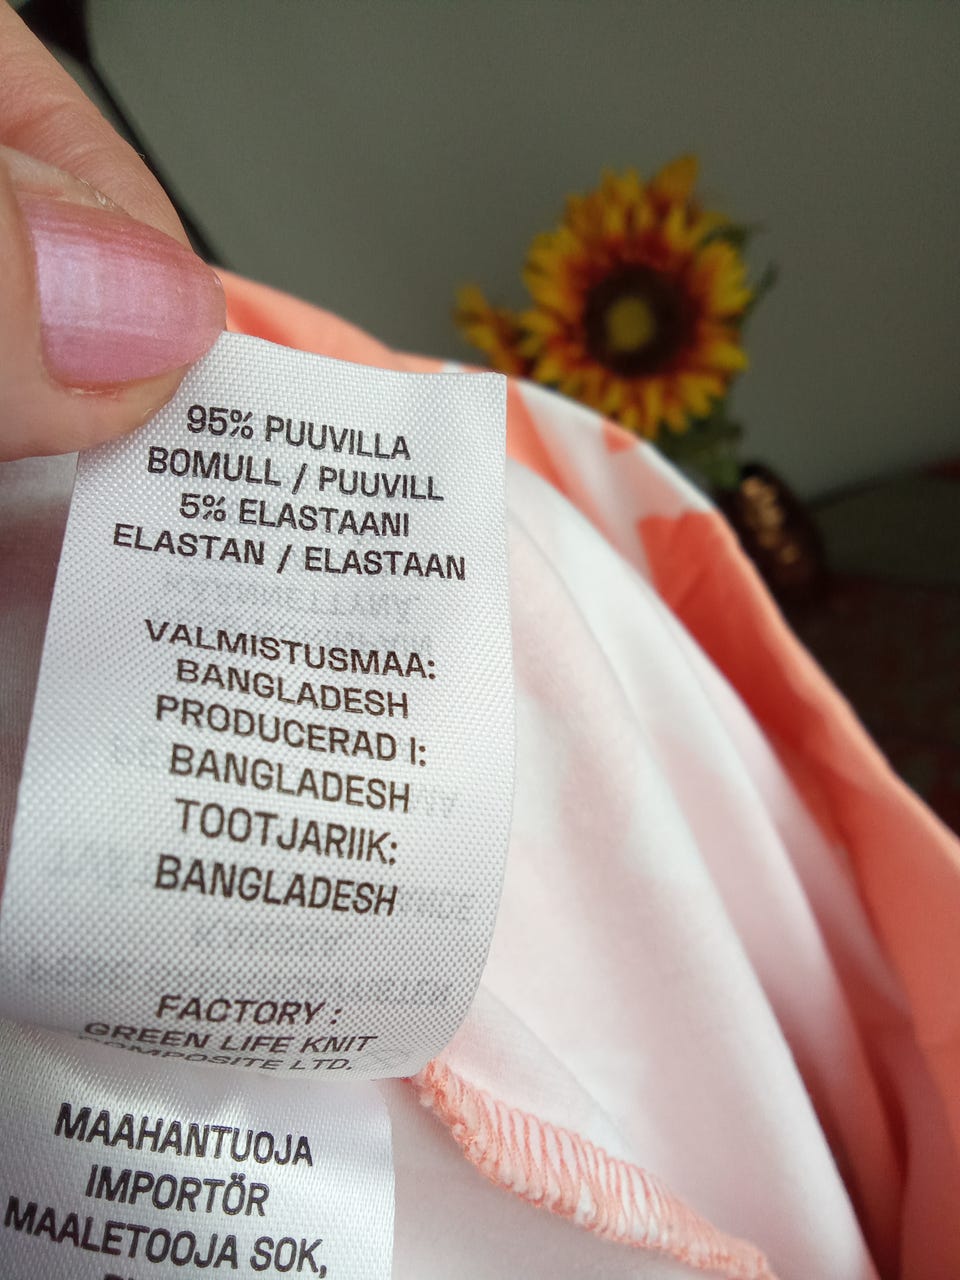 95% PUUVILLA
BOMULL / PUUVILL
5% ELASTAANI
ELASTAN / ELASTAAN
VALMISTUSMAA:
BANGLADESH
PRODUCERAD I:
BANGLADESH
TOOTJARIIK:
BANGLADESH
FACTORY :
GREEN LIFE KNIT
COMPOSITE LTD.
MAAHANTUOJA
IMPORTÖR
MAALETOOJA SOK,